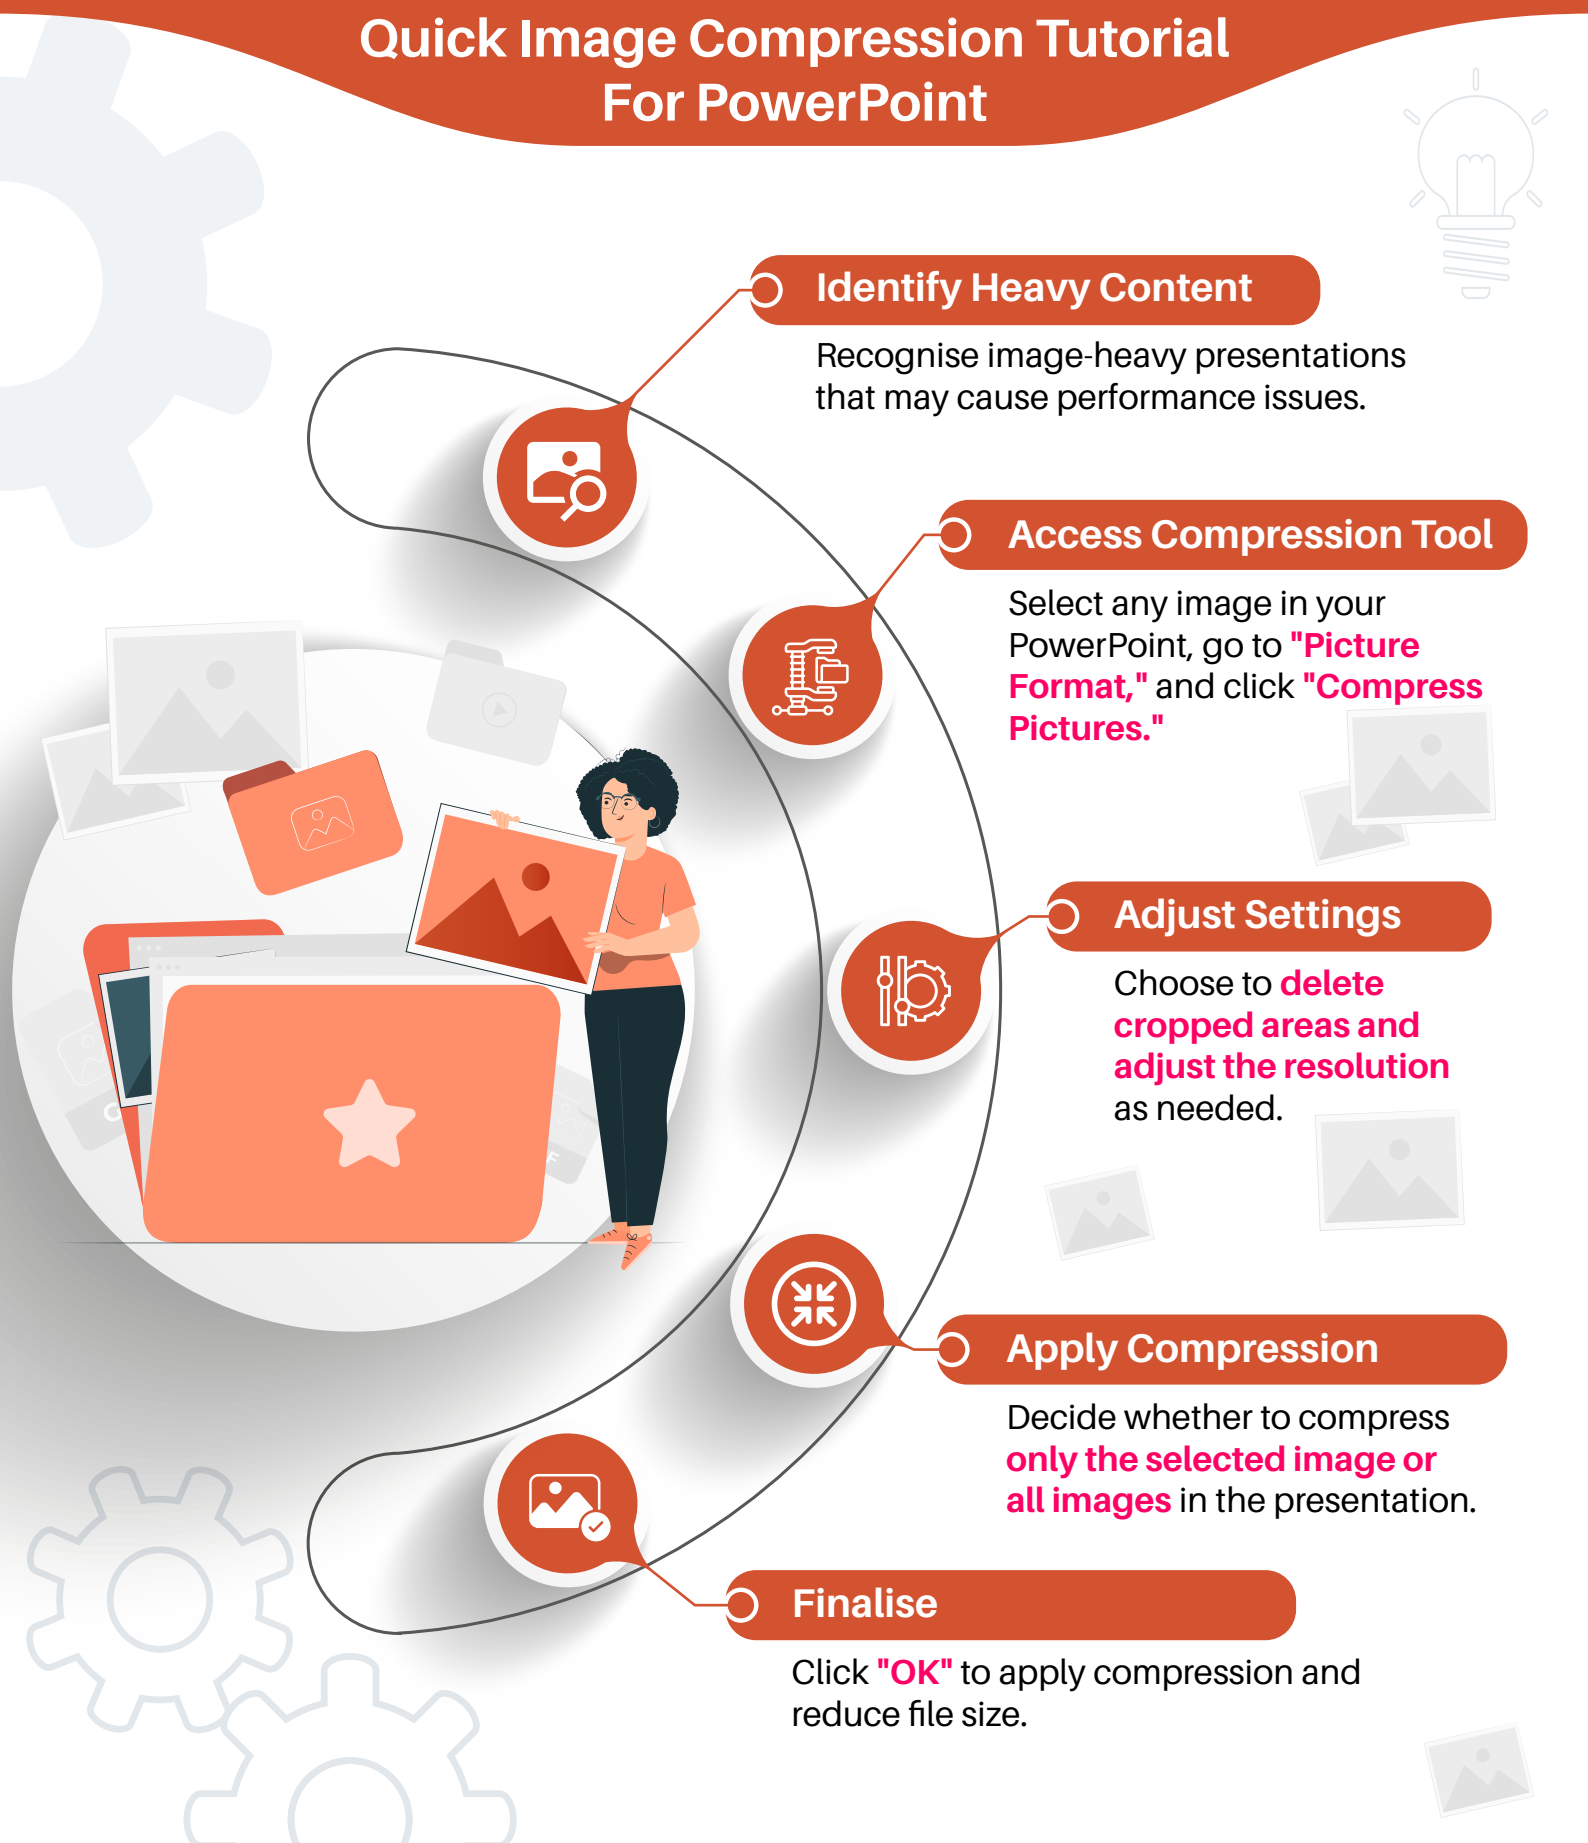 Quick Image Compression Tutorial
For PowerPoint
Identify Heavy Content
Recognise image-heavy presentations
that may cause performance issues.
Access Compression Tool
Select any image in your
PowerPoint, go to "Picture
Format," and click "Compress
Pictures."
Adjust Settings
Choose to delete
cropped areas and
adjust the resolution
as needed.
Apply Compression
Decide whether to compress
only the selected image or
all images in the presentation.
Finalise
Click "OK" to apply compression and
reduce file size.